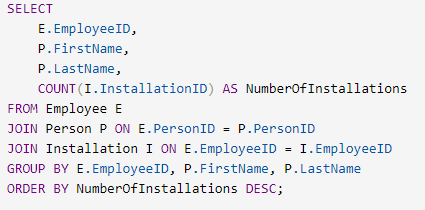 SELECT
    E.EmployeeID,
    P.FirstName,
    P.LastName,
    COUNT(I.InstallationID) AS NumberOfInstallations
FROM Employee E
JOIN Person P ON E.PersonID = P.PersonID
JOIN Installation I ON E.EmployeeID = I.EmployeeID
GROUP BY E.EmployeeID, P.FirstName, P.LastName
ORDER BY NumberOfInstallations DESC;